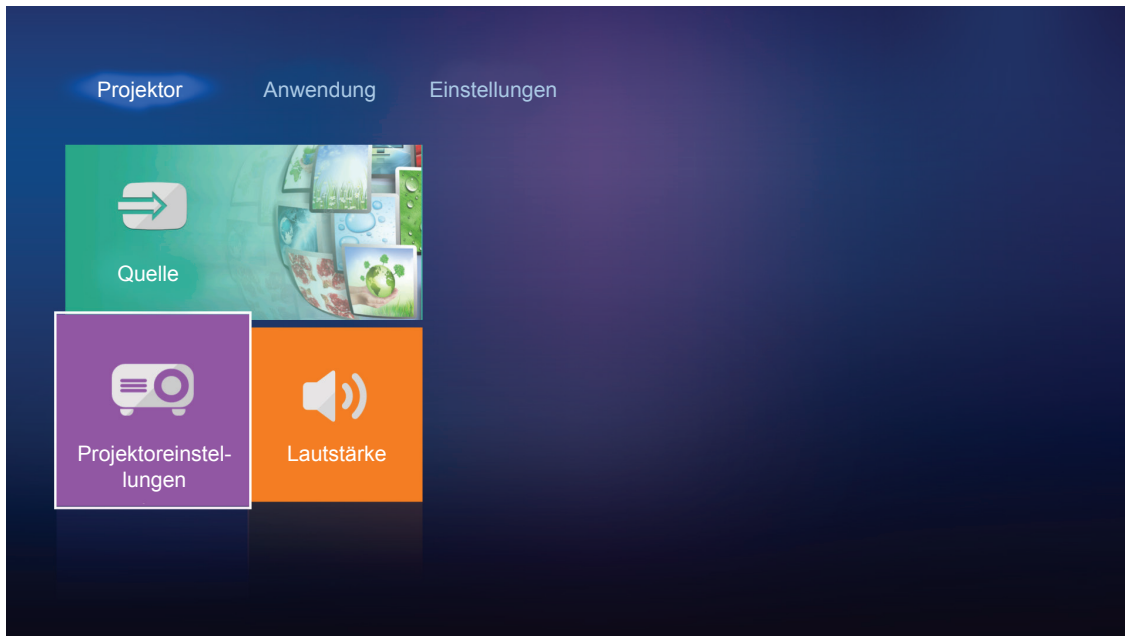 Projektor Anwendung Einstellungen
Quelle
Projektoreinstel-
lungen
Lautstärke